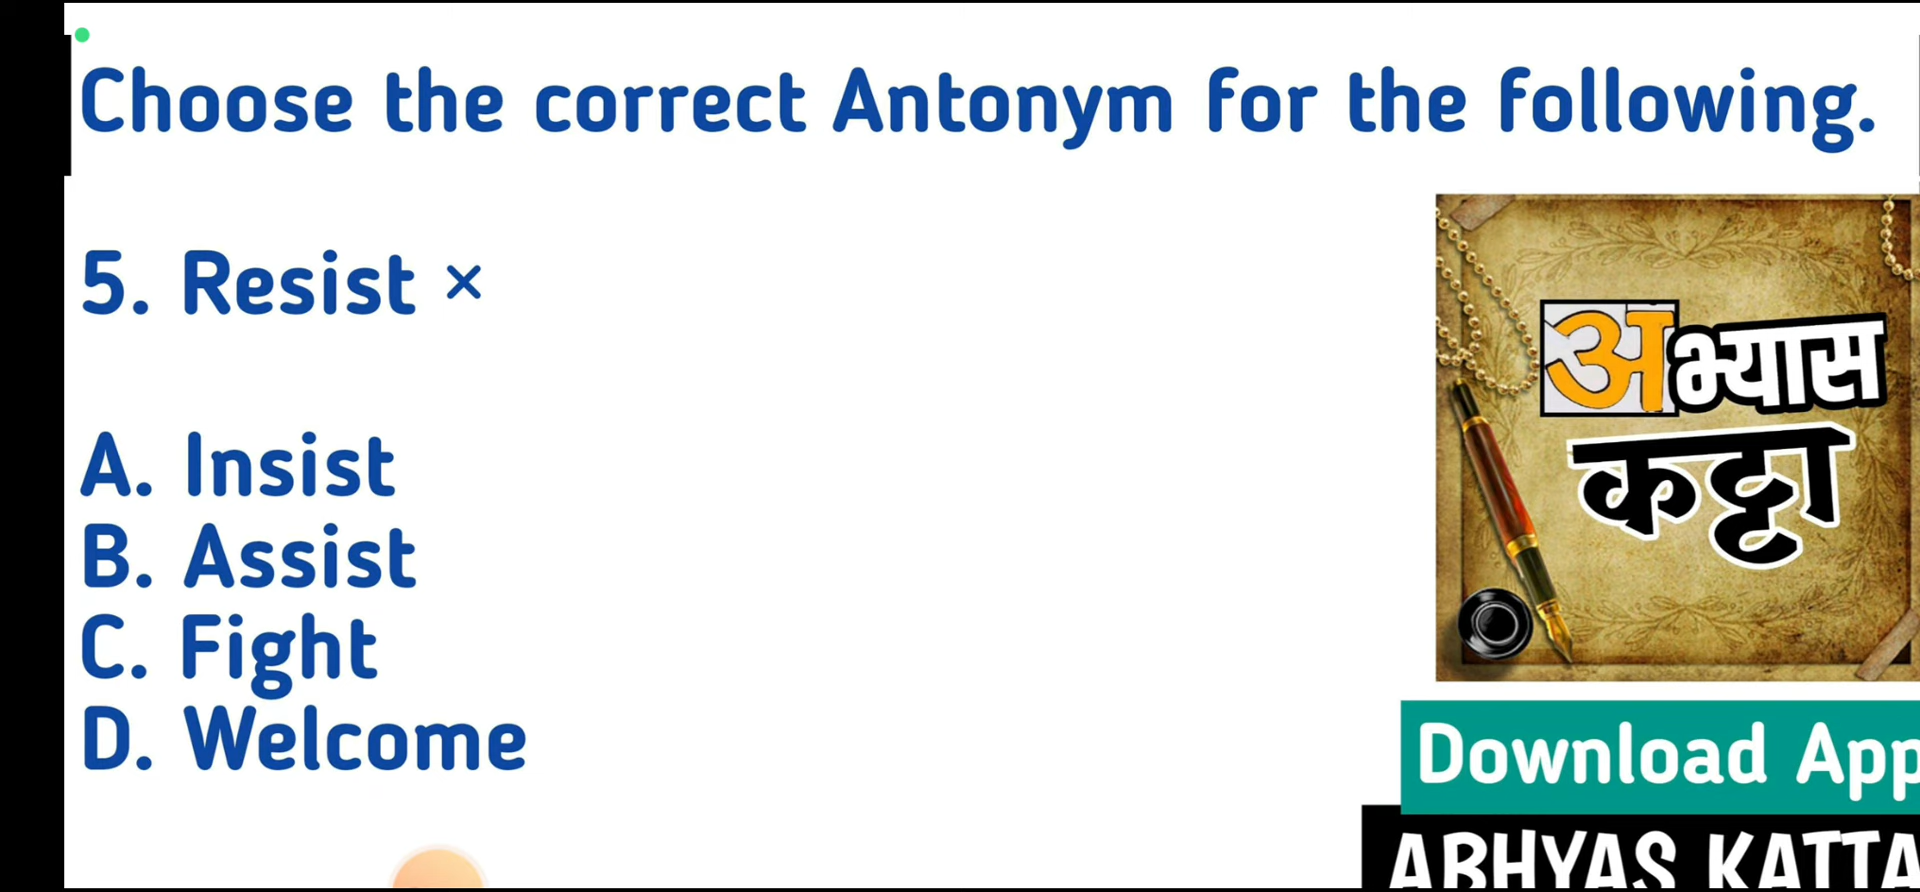 Choose the correct Antonym for the following.
5. Resist ×
A. Insist
B. Assist
C. Fight
D. Welcome
अभ्यास
कट्टा
Download App
ABHYAS KATTA